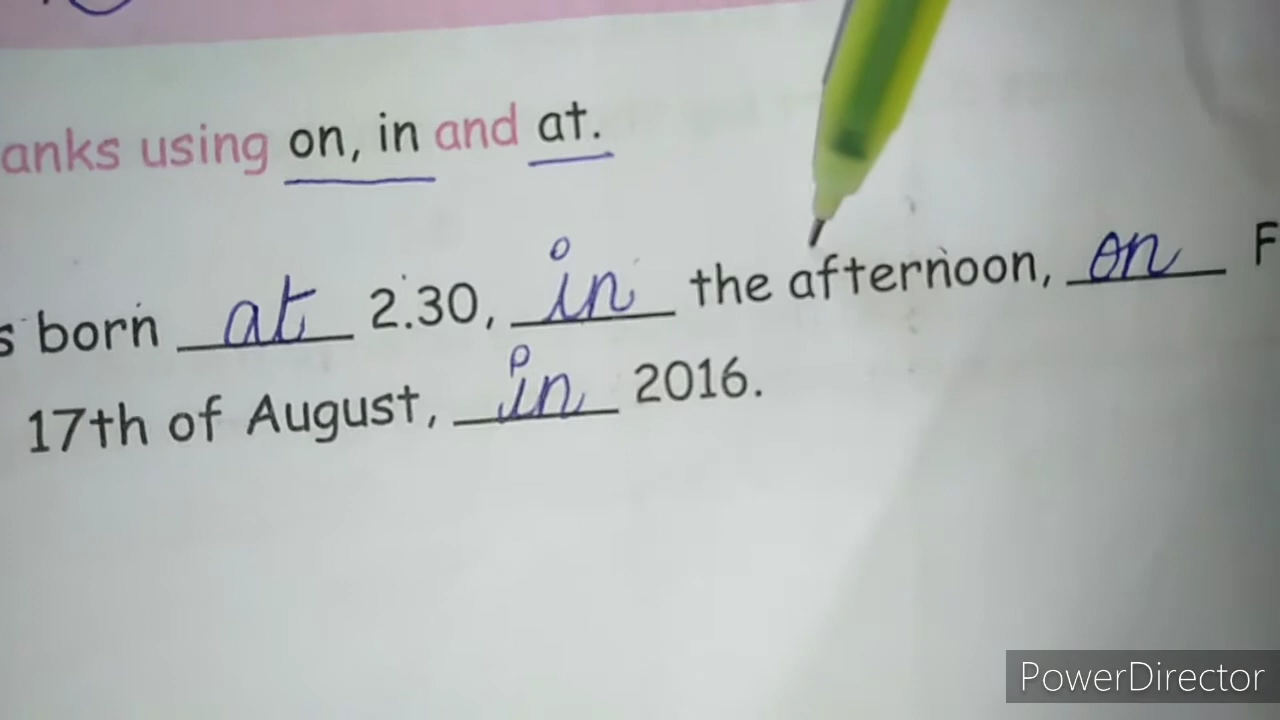 anks using on, in and at.
s born at 2.30, in the afternoon, on F
17th of August, in 2016.
PowerDirector